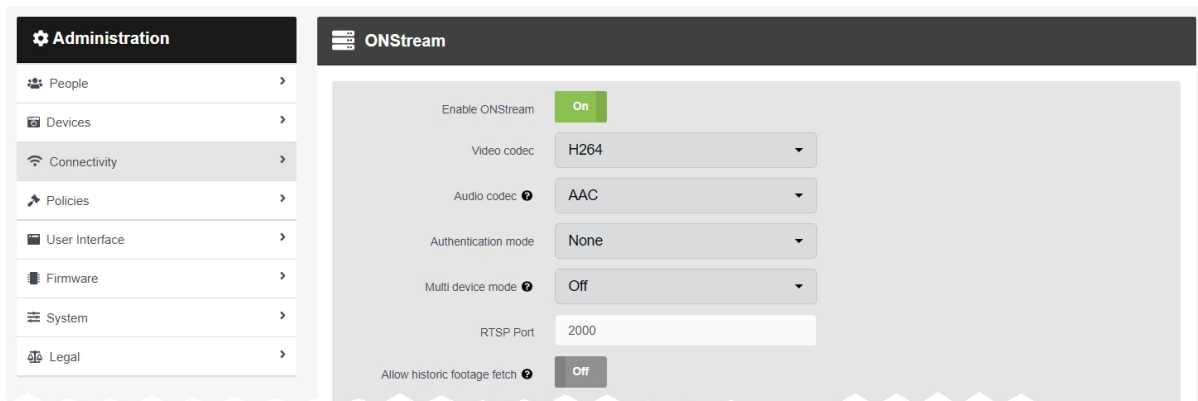 Administration
People
Devices
Connectivity
Policies
User Interface
Firmware
System
Legal
ONStream
Enable ONStream On
Video codec H264
Audio codec AAC
Authentication mode None
Multi device mode Off
RTSP Port 2000
Allow historic footage fetch Off